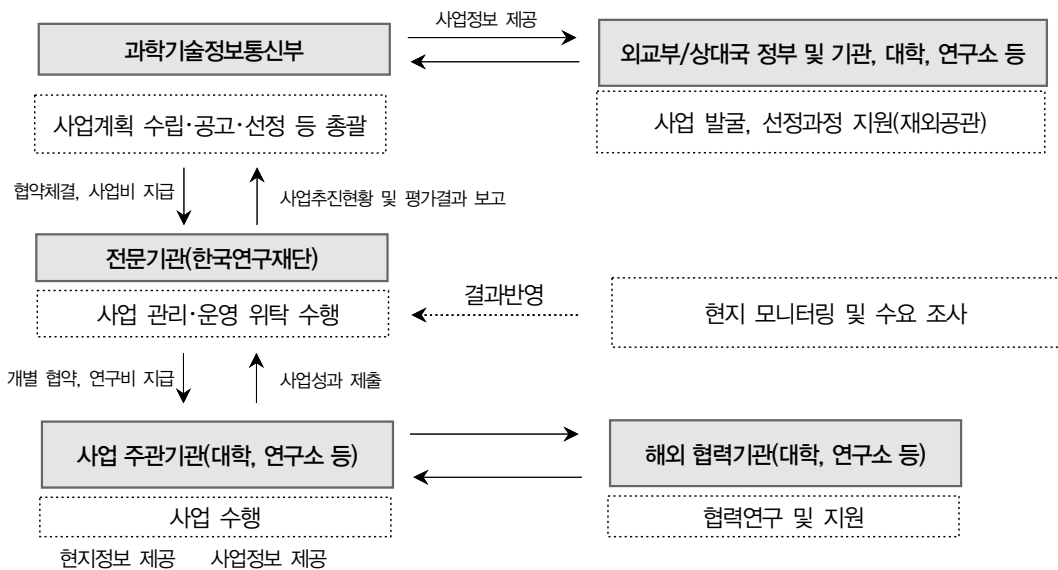 사업정보 제공
과학기술정보통신부
외교부/상대국 정부 및 기관, 대학, 연구소 등
사업계획 수립·공고·선정 등 총괄
사업 발굴, 선정과정 지원(재외공관)
협약체결, 사업비 지급
사업추진현황 및 평가결과 보고
전문기관(한국연구재단)
사업 관리·운영 위탁 수행
결과반영
현지 모니터링 및 수요 조사
개별 협약, 연구비 지급
사업성과 제출
사업 주관기관(대학, 연구소 등)
해외 협력기관(대학, 연구소 등)
사업 수행
협력연구 및 지원
현지정보 제공
사업정보 제공